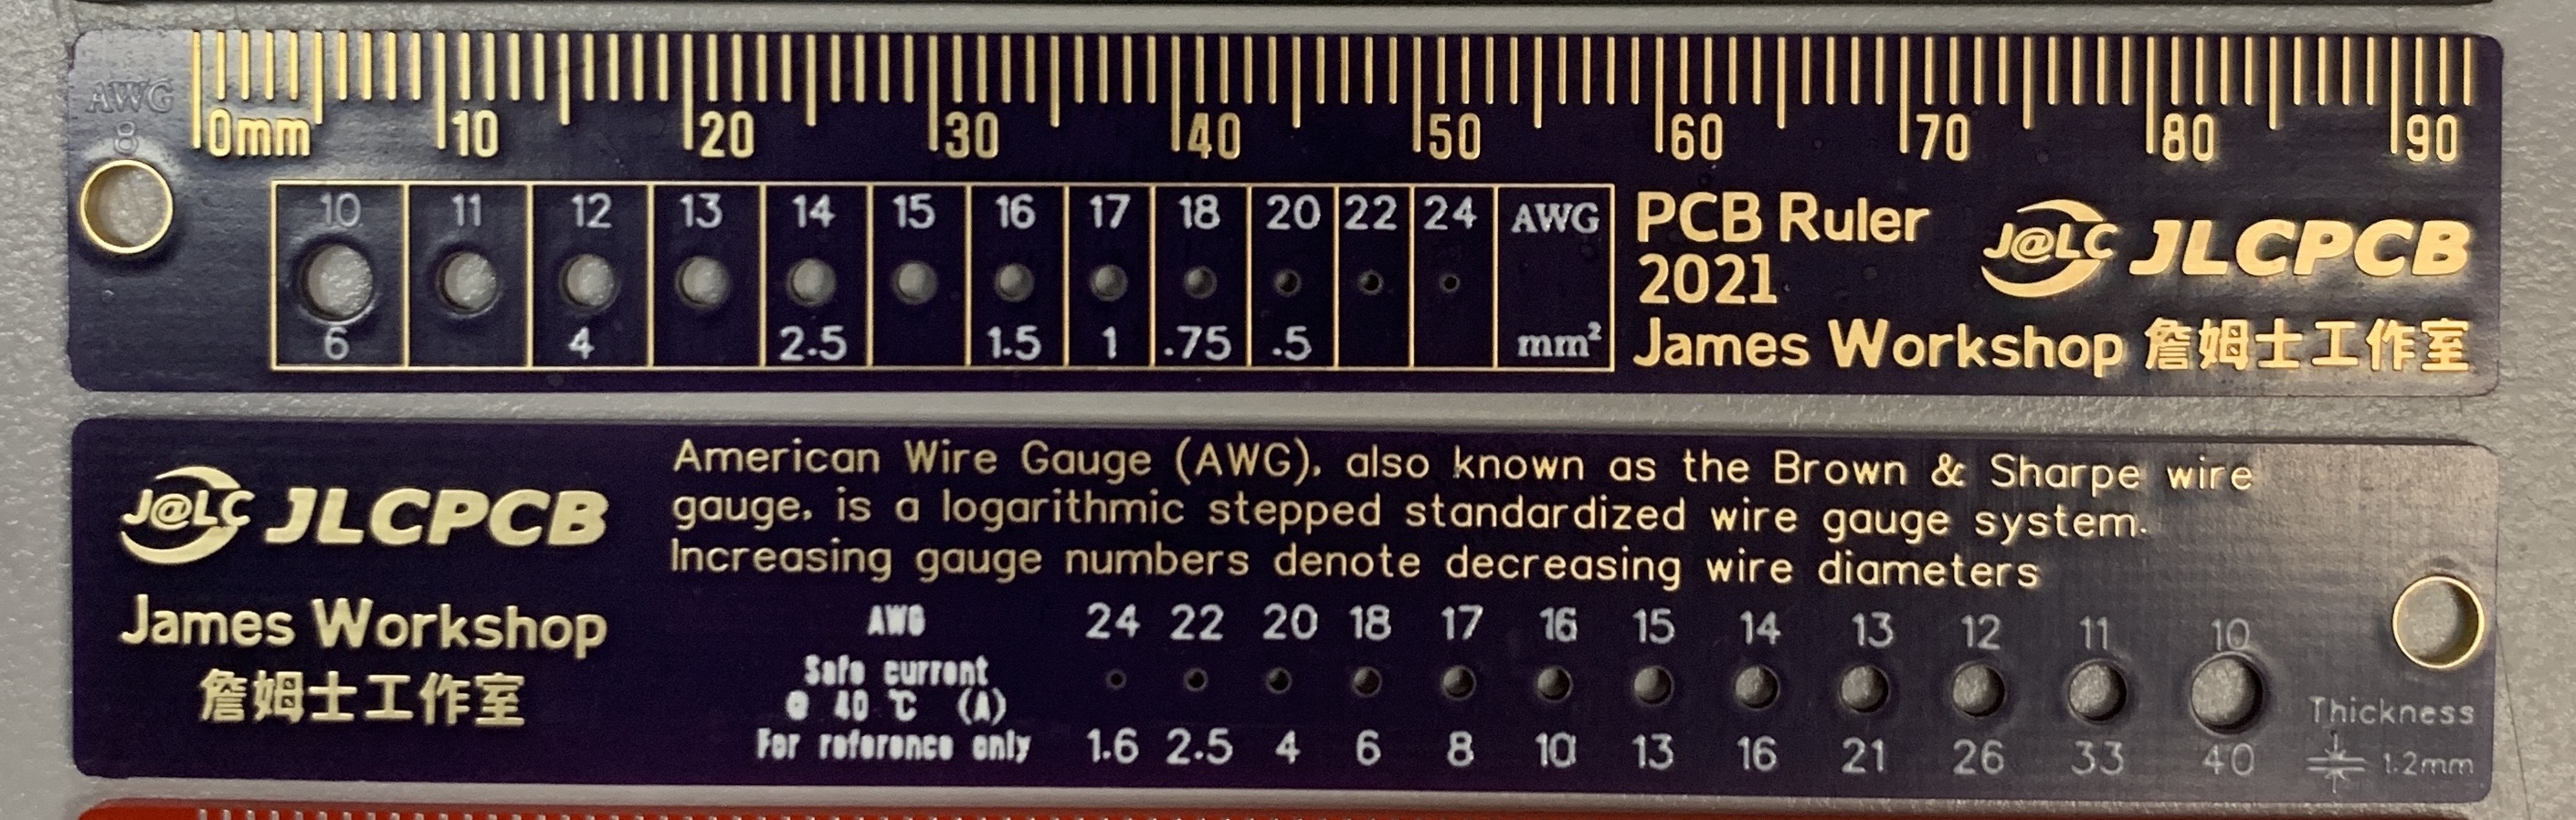 AWG
8
0mm 10 20 30 40 50 60 70 80 90
10 11 12 13 14 15 16 17 18 20 22 24 AWG
6 4 2.5 1.5 1 .75 .5 mm²
PCB Ruler
2021
J@LC JLCPCB
James Workshop 詹姆士工作室
J@LC JLCPCB
James Workshop
詹姆士工作室
American Wire Gauge (AWG), also known as the Brown & Sharpe wire
gauge, is a logarithmic stepped standardized wire gauge system.
Increasing gauge numbers denote decreasing wire diameters
AWG 24 22 20 18 17 16 15 14 13 12 11 10
Safe current
@ 40 ℃ (A)
For reference only 1.6 2.5 4 6 8 10 13 16 21 26 33 40
Thickness
1.2mm